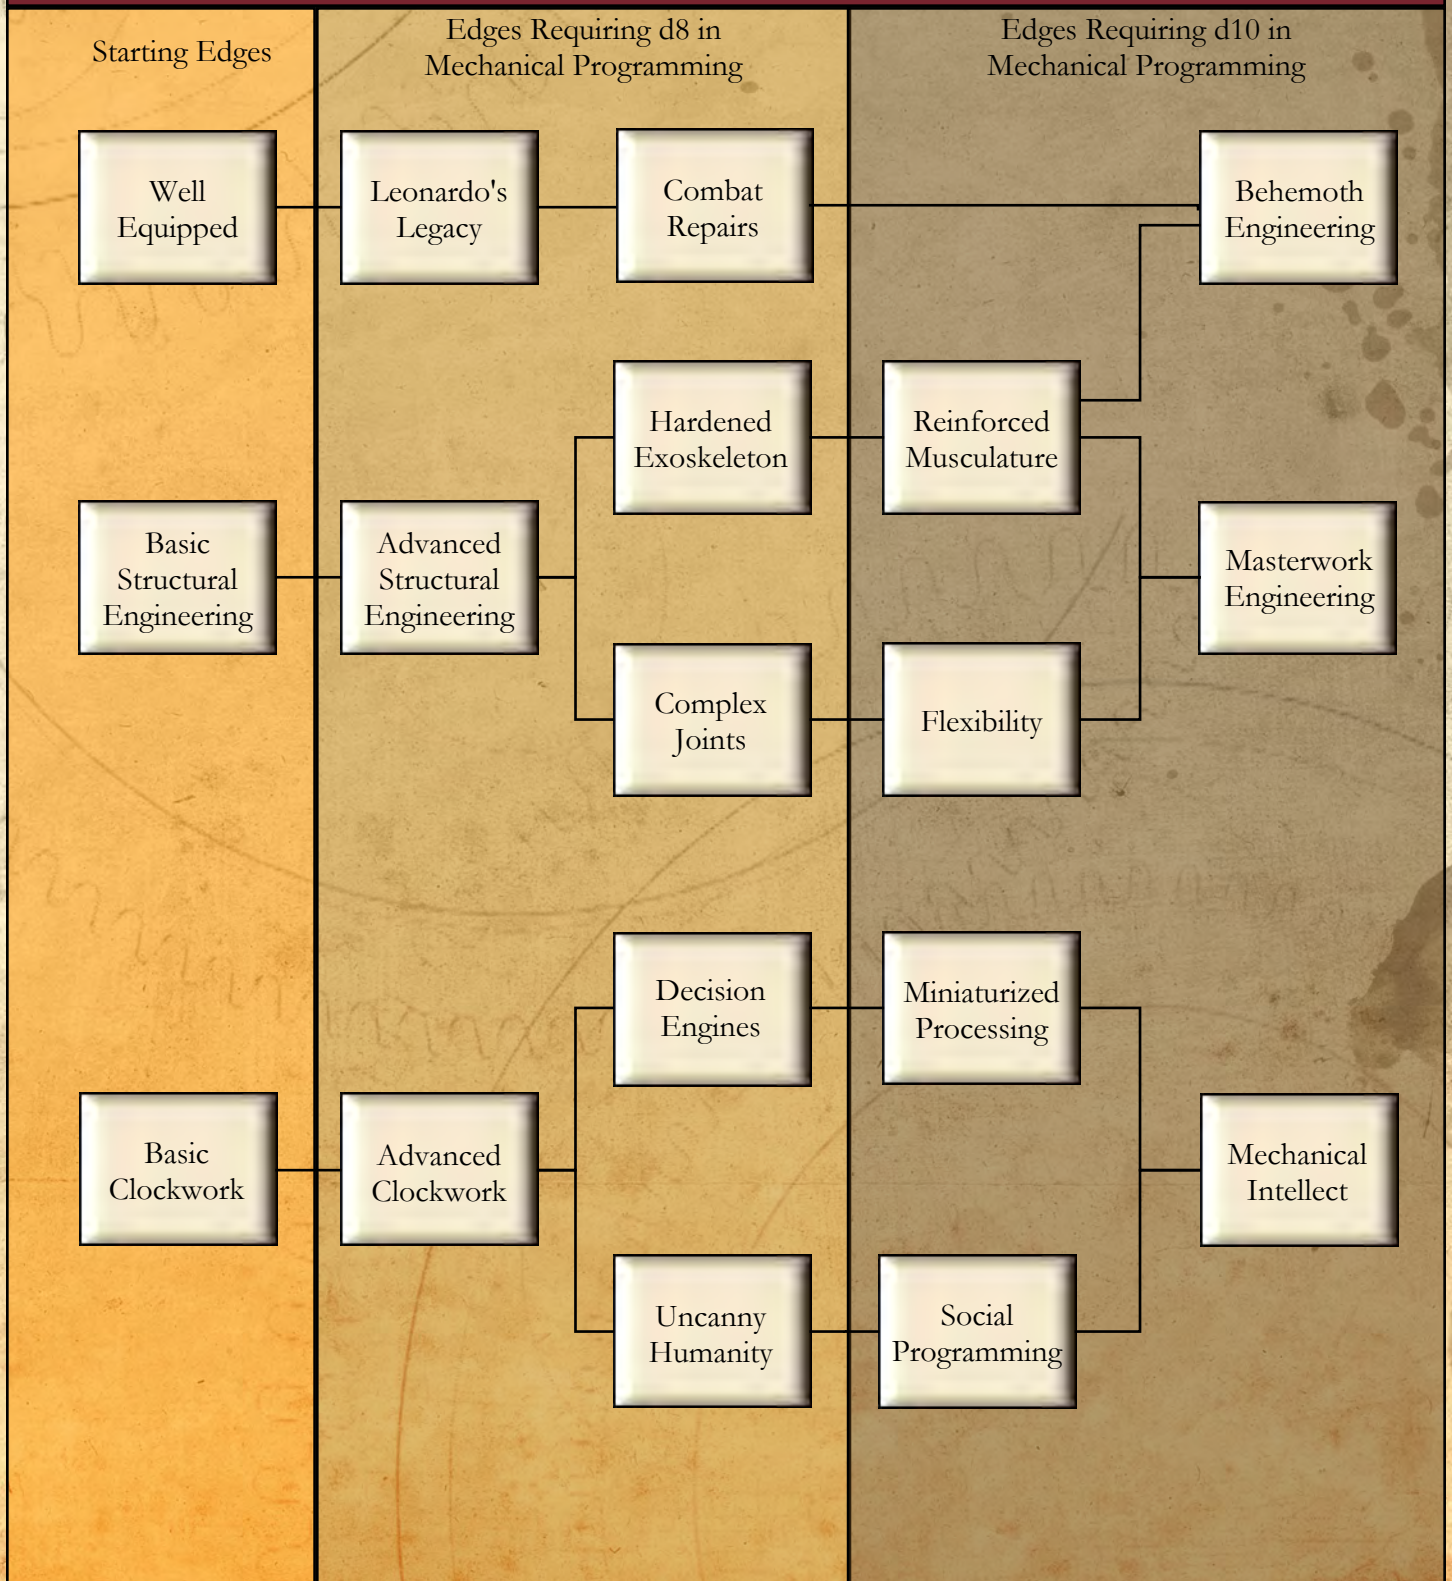 Starting Edges
Edges Requiring d8 in
Mechanical Programming
Edges Requiring d10 in
Mechanical Programming
Well
Equipped
Leonardo's
Legacy
Combat
Repairs
Behemoth
Engineering
Hardened
Exoskeleton
Reinforced
Musculature
Basic
Structural
Engineering
Advanced
Structural
Engineering
Masterwork
Engineering
Complex
Joints
Flexibility
Decision
Engines
Miniaturized
Processing
Basic
Clockwork
Advanced
Clockwork
Mechanical
Intellect
Uncanny
Humanity
Social
Programming